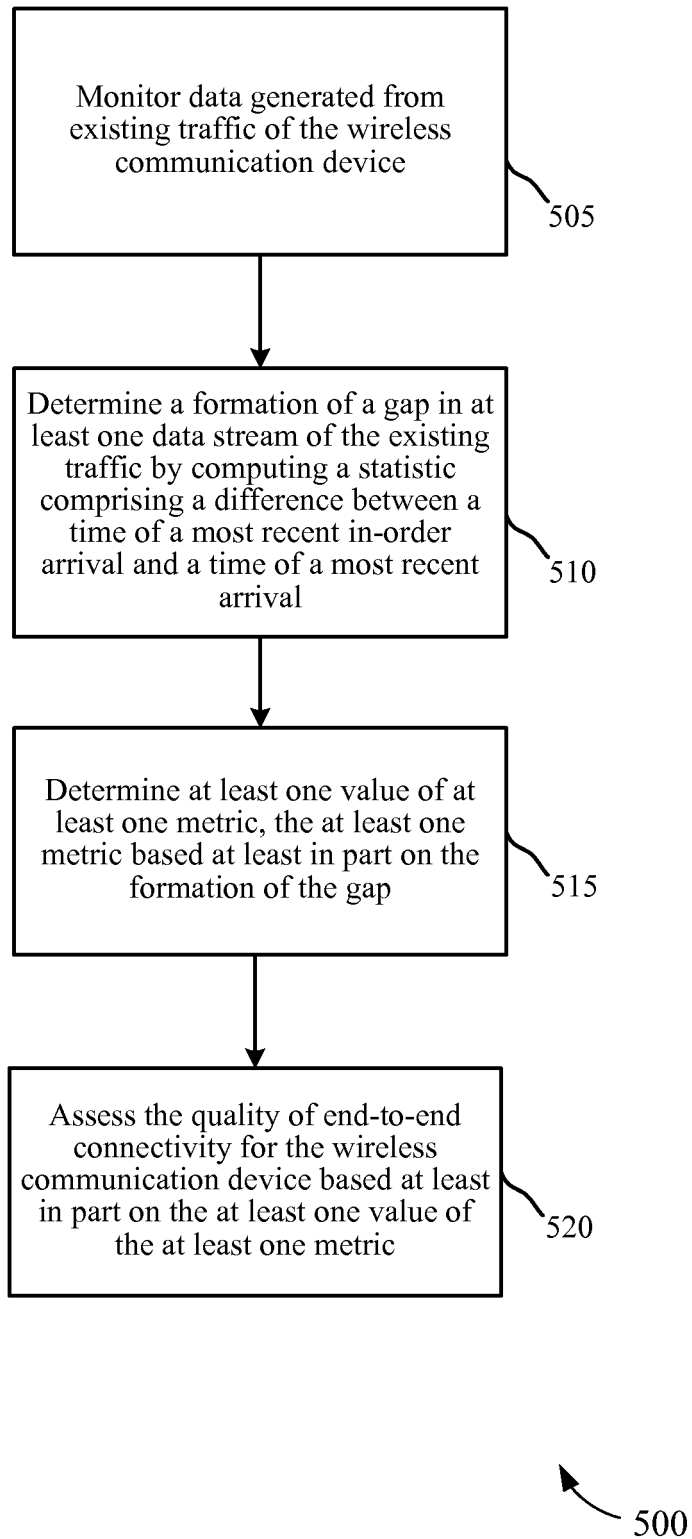 Monitor data generated from
existing traffic of the wireless
communication device
505
Determine a formation of a gap in at
least one data stream of the existing
traffic by computing a statistic
comprising a difference between a
time of a most recent in-order
arrival and a time of a most recent
arrival
510
Determine at least one value of at
least one metric, the at least one
metric based at least in part on the
formation of the gap
515
Assess the quality of end-to-end
connectivity for the wireless
communication device based at least
in part on the at least one value of
the at least one metric
520
500